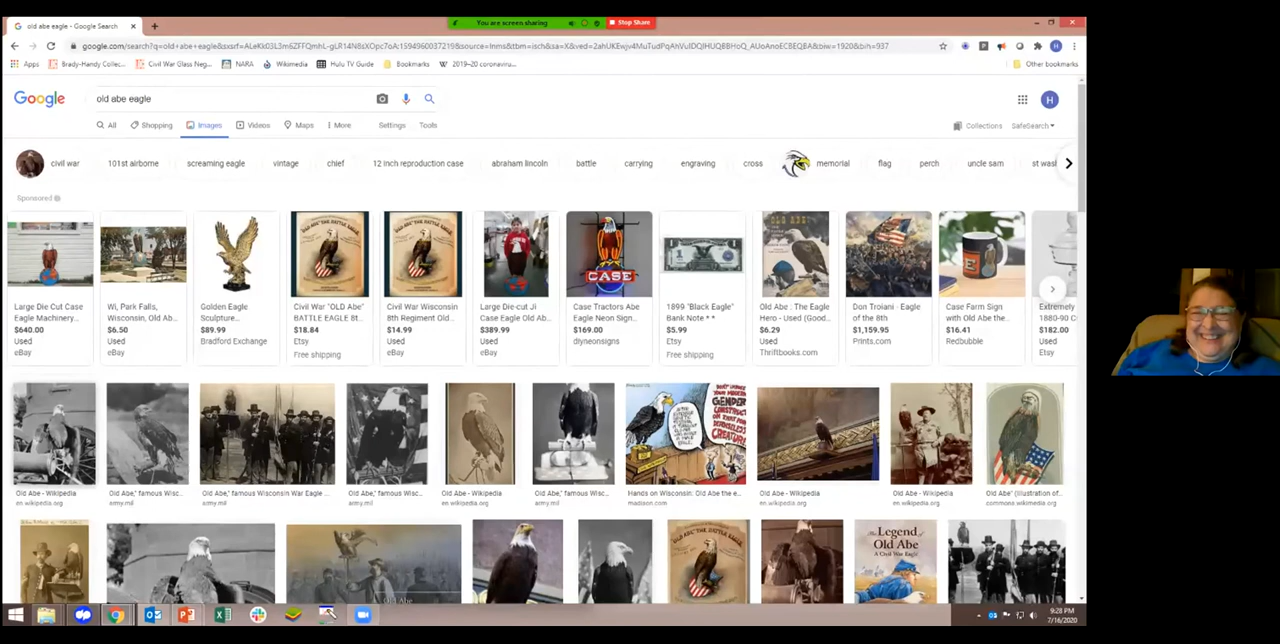 old abe eagle - Google Search
You are screen sharing
Stop Share
Apps
Brady-Handy Collec...
Civil War Glass Neg...
NARA
Wikimedia
Hulu TV Guide
Bookmarks
2019–20 coronaviru...
Other bookmarks
Google
old abe eagle
All
Shopping
Images
Videos
Maps
More
Settings
Tools
Collections
SafeSearch
civil war
101st airborne
screaming eagle
vintage
chief
12 inch reproduction case
abraham lincoln
battle
carrying
engraving
cross
memorial
flag
perch
uncle sam
Sponsored
Large Die Cut Case
Eagle Machinery...
$640.00
Used
eBay
Wi, Park Falls,
Wisconsin, Old Ab...
$6.50
Used
eBay
Golden Eagle
Sculpture...
$89.99
Bradford Exchange
Civil War "OLD Abe"
BATTLE EAGLE 8t...
$18.84
Etsy
Free shipping
Civil War Wisconsin
8th Regiment Old...
$14.99
eBay
Large Die-cut Ji
Case Eagle Old Ab...
$389.99
Used
eBay
CASE
Case Tractors Abe
Eagle Neon Sign...
$169.00
diyneonsigns
1899 "Black Eagle"
Bank Note * *
$5.99
Etsy
Free shipping
Old Abe : The Eagle
Hero - Used (Good...
$6.29
Thriftbooks.com
Don Troiani - Eagle
of the 8th
$1,159.95
Prints.com
Case Farm Sign
with Old Abe the...
$16.41
Redbubble
Extremely
1880-90 C
$182.00
Used
Etsy
Old Abe - Wikipedia
en.wikipedia.org
Old Abe,' famous Wisc...
army.mil
Old Abe,' famous Wisconsin War Eagle ...
army.mil
Old Abe,' famous Wisc...
army.mil
Old Abe - Wikipedia
en.wikipedia.org
Old Abe,' famous Wisc...
army.mil
Hands on Wisconsin: Old Abe the e...
madison.com
Old Abe - Wikipedia
en.wikipedia.org
Old Abe - Wikipedia
en.wikipedia.org
Old Abe" (Illustration of...
commons.wikimedia.org
Old Abe
Legend
Old Abe
A Civil War Eagle
9:28 PM
7/16/2020